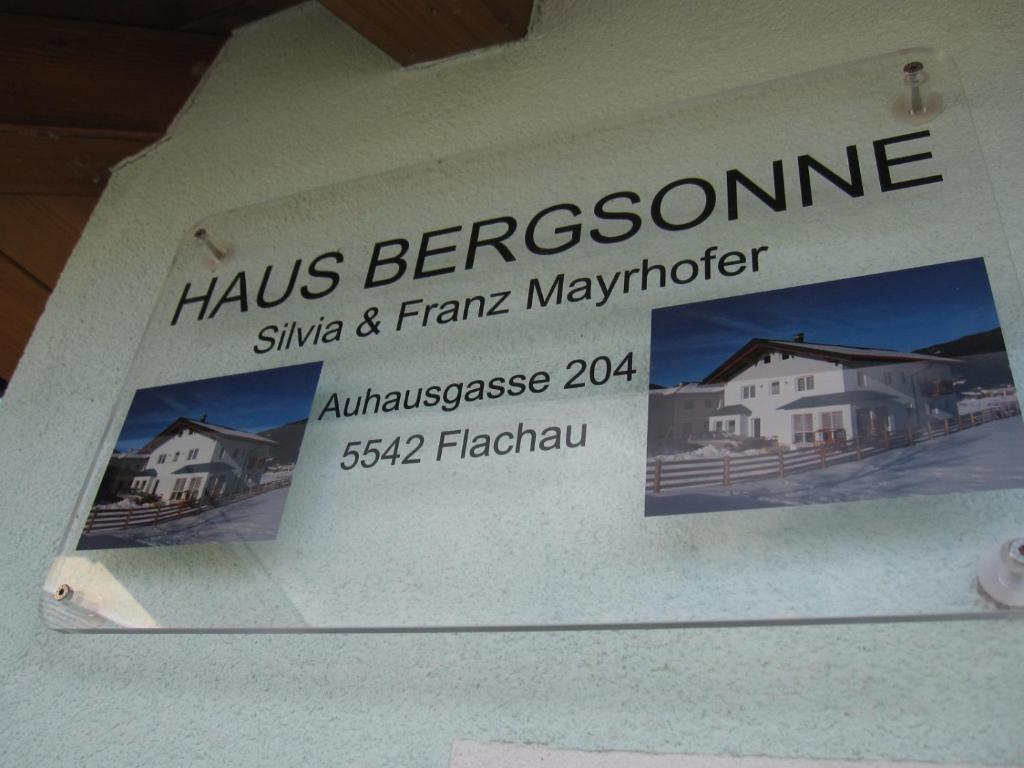 HAUS BERGSONNE
Silvia & Franz Mayrhofer
Auhausgasse 204
5542 Flachau